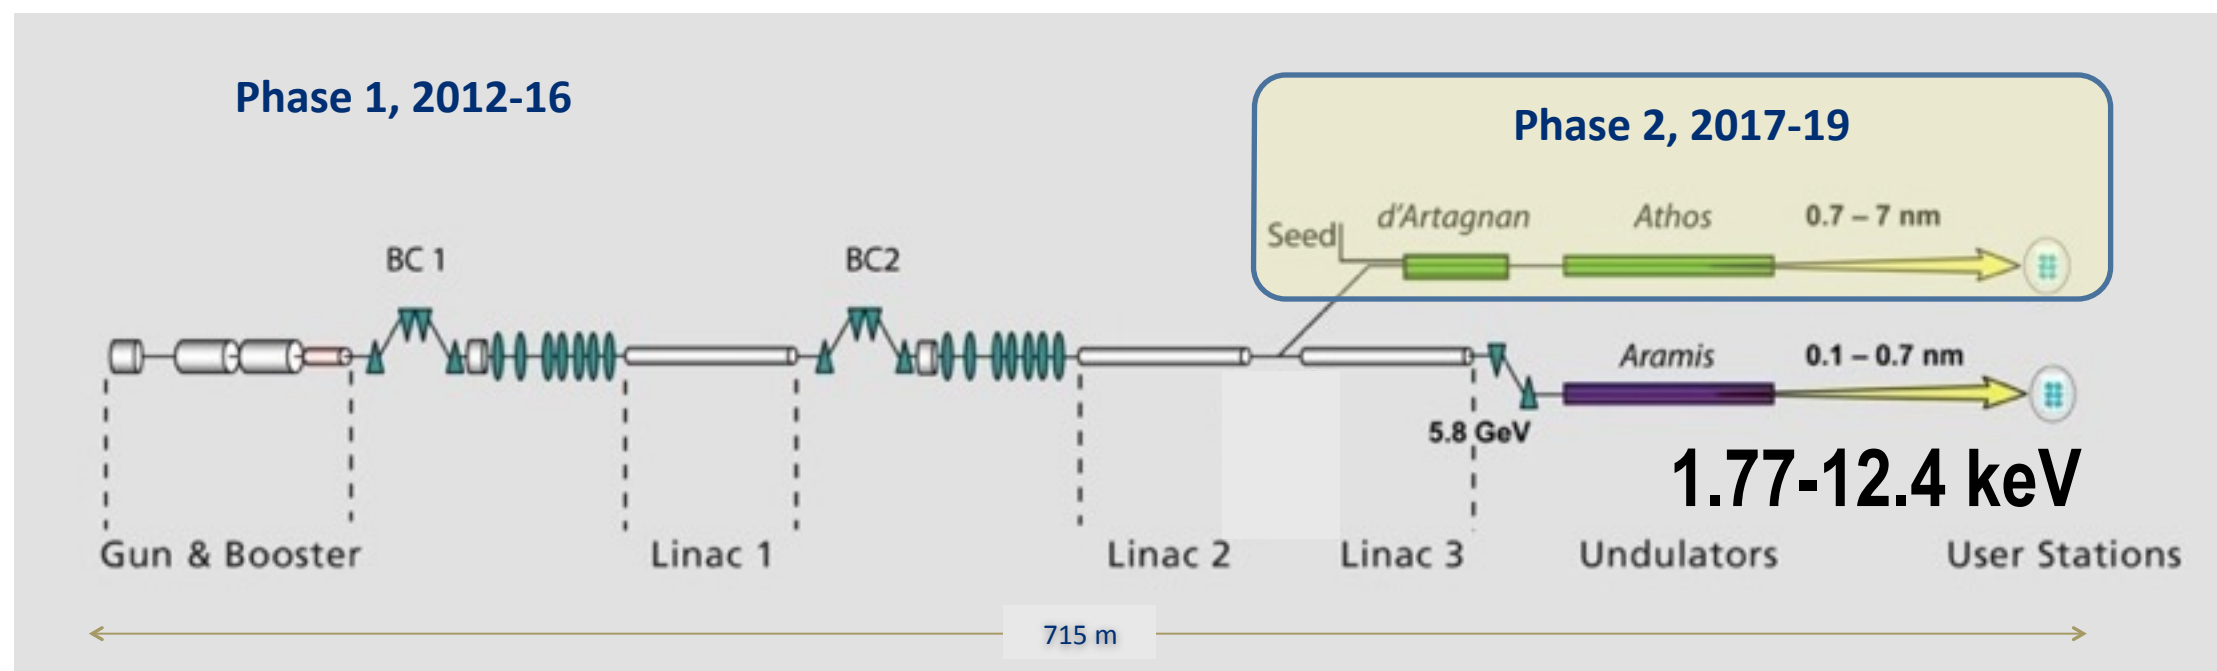 Phase 1, 2012-16
Phase 2, 2017-19
Seed
d'Artagnan
Athos
0.7 – 7 nm
BC 1
BC2
Aramis
0.1 – 0.7 nm
5.8 GeV
1.77-12.4 keV
Gun & Booster
Linac 1
Linac 2
Linac 3
Undulators
User Stations
715 m